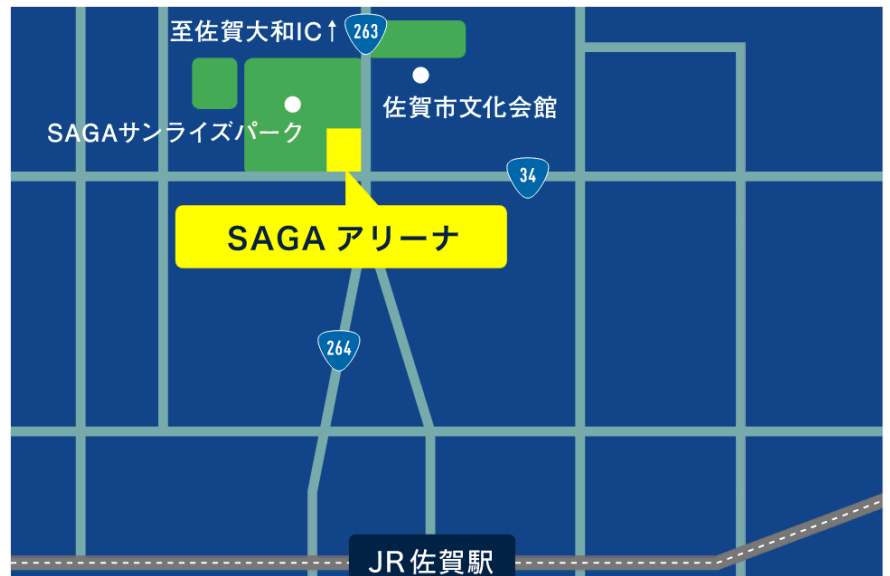 至佐賀大和IC↑
263
佐賀市文化会館
SAGAサンライズパーク
34
SAGA アリーナ
264
JR佐賀駅